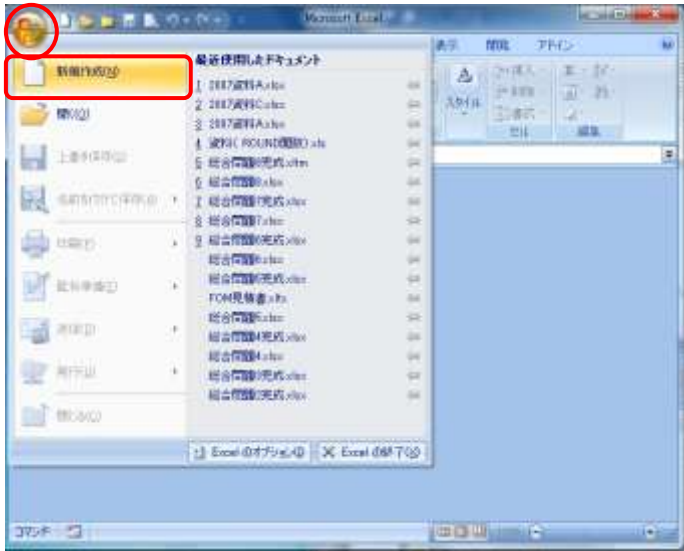 Microsoft Excel
表示 開発 アドイン
新規作成(N)
開く(O)
上書き保存(S)
名前を付けて保存(A)
印刷(P)
配布準備(E)
送信(D)
発行(U)
閉じる(C)
最近使用したドキュメント
1 2007資料A.xlsx
2 2007資料C.xlsx
3 2007資料A.xlsx
4 資料C ROUND関数).xls
5 総合問題8完成.xltm
6 総合問題8.xlsx
7 総合問題7完成.xlsx
8 総合問題7.xlsx
9 総合問題6完成.xlsx
総合問題6.xlsx
総合問題5完成.xlsx
FOM見積書.xltx
総合問題5.xlsx
総合問題4完成.xlsx
総合問題4.xlsx
総合問題3完成.xlsx
総合問題2完成.xlsx
スタイル
挿入
削除
書式
セル
編集
Excel のオプション(I)
Excel の終了(X)
コマンド